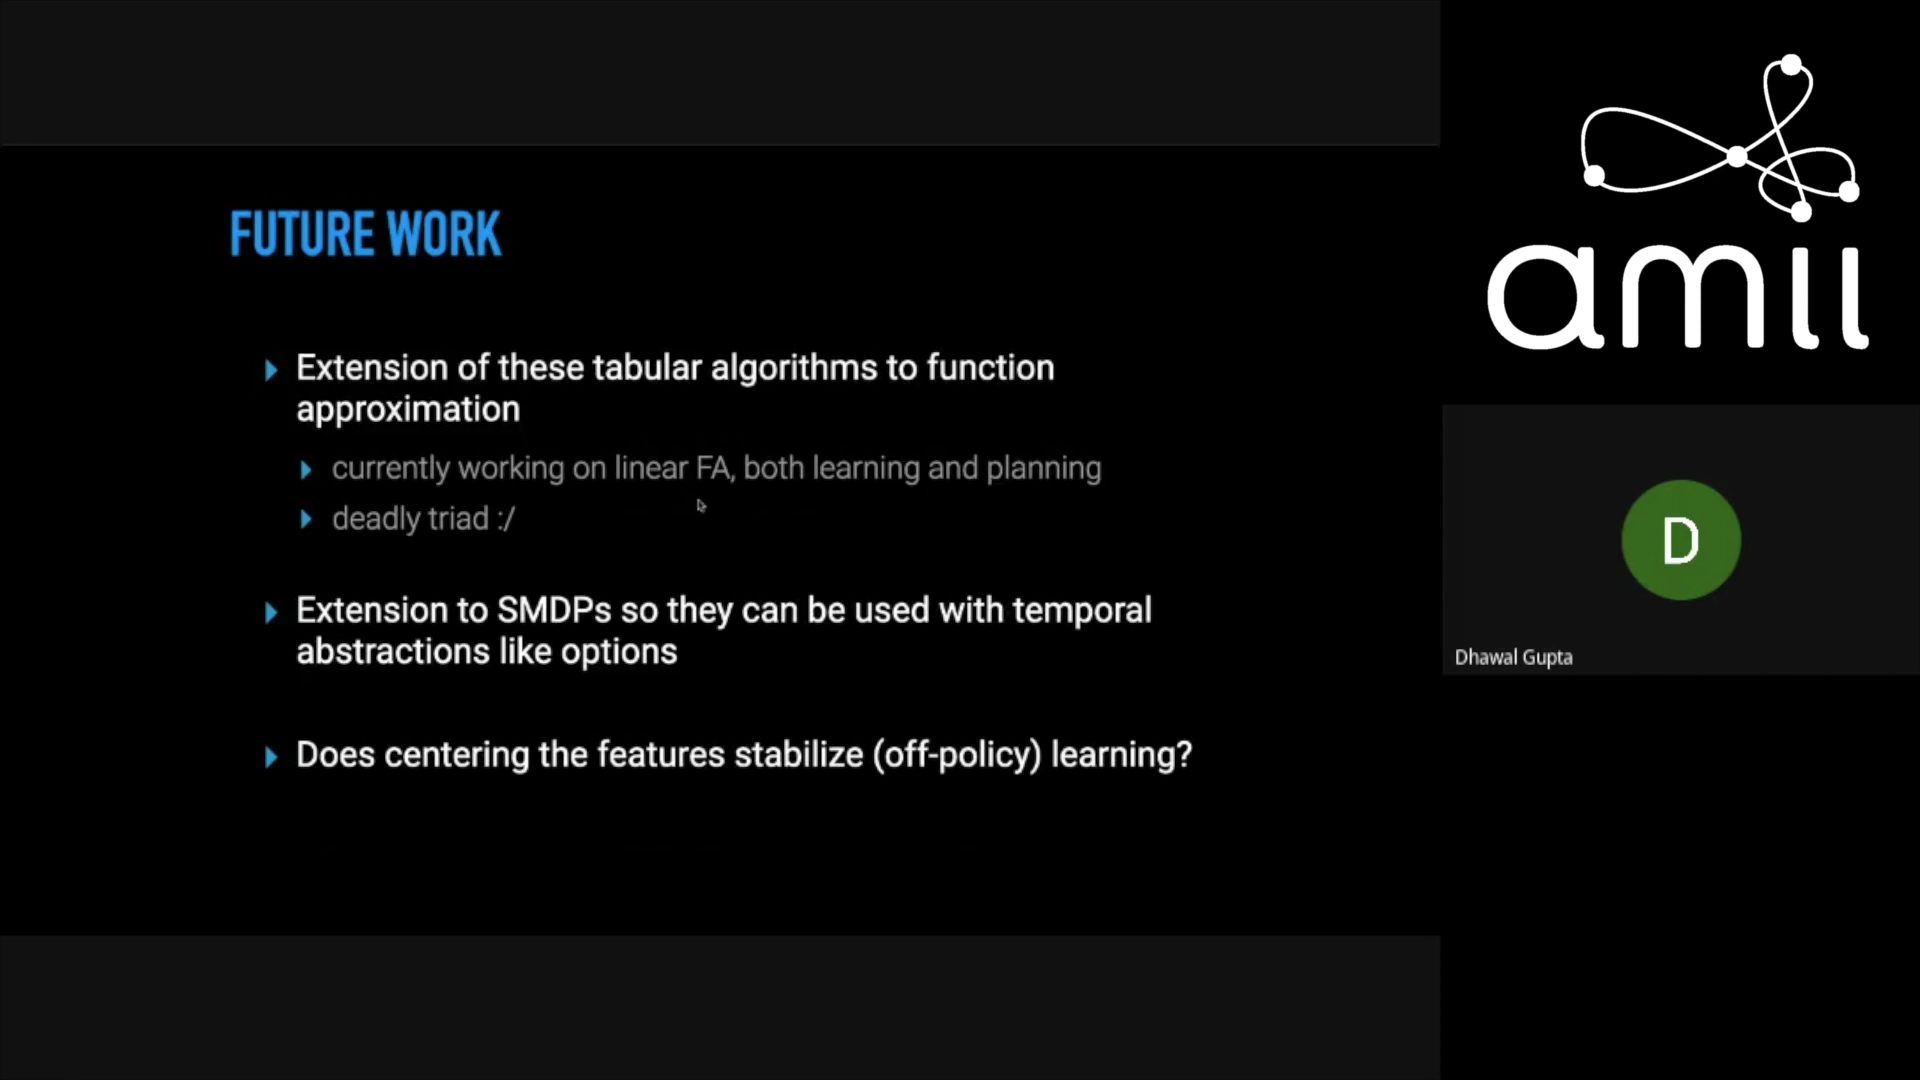 FUTURE WORK
Extension of these tabular algorithms to function
approximation
currently working on linear FA, both learning and planning
deadly triad :/
Extension to SMDPs so they can be used with temporal
abstractions like options
Does centering the features stabilize (off-policy) learning?
amii
D
Dhawal Gupta